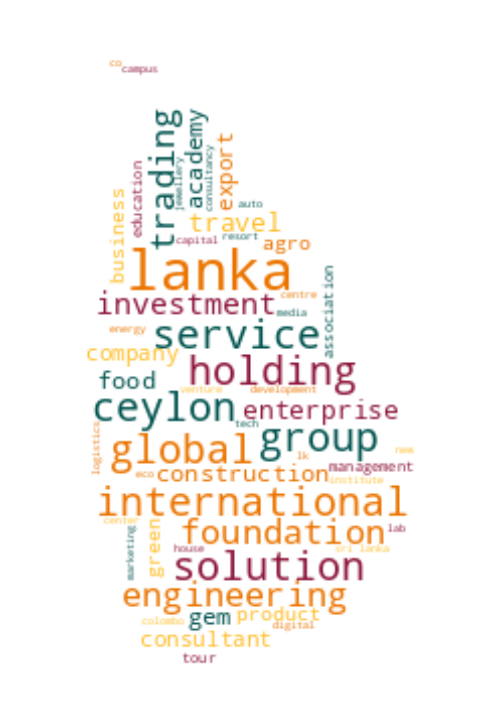 co
campus
trading
academy
jewellery
consultancy
export
education
business
auto
travel
capital
resort
agro
lanka
association
centre
investment
media
energy
service
company
holding
food
venture
development
ceylon
enterprise
tech
global
group
logistics
lk
new
management
eco
construction
institute
international
center
foundation
lab
marketing
green
house
sri lanka
solution
engineering
gem
product
colombo
digital
consultant
tour